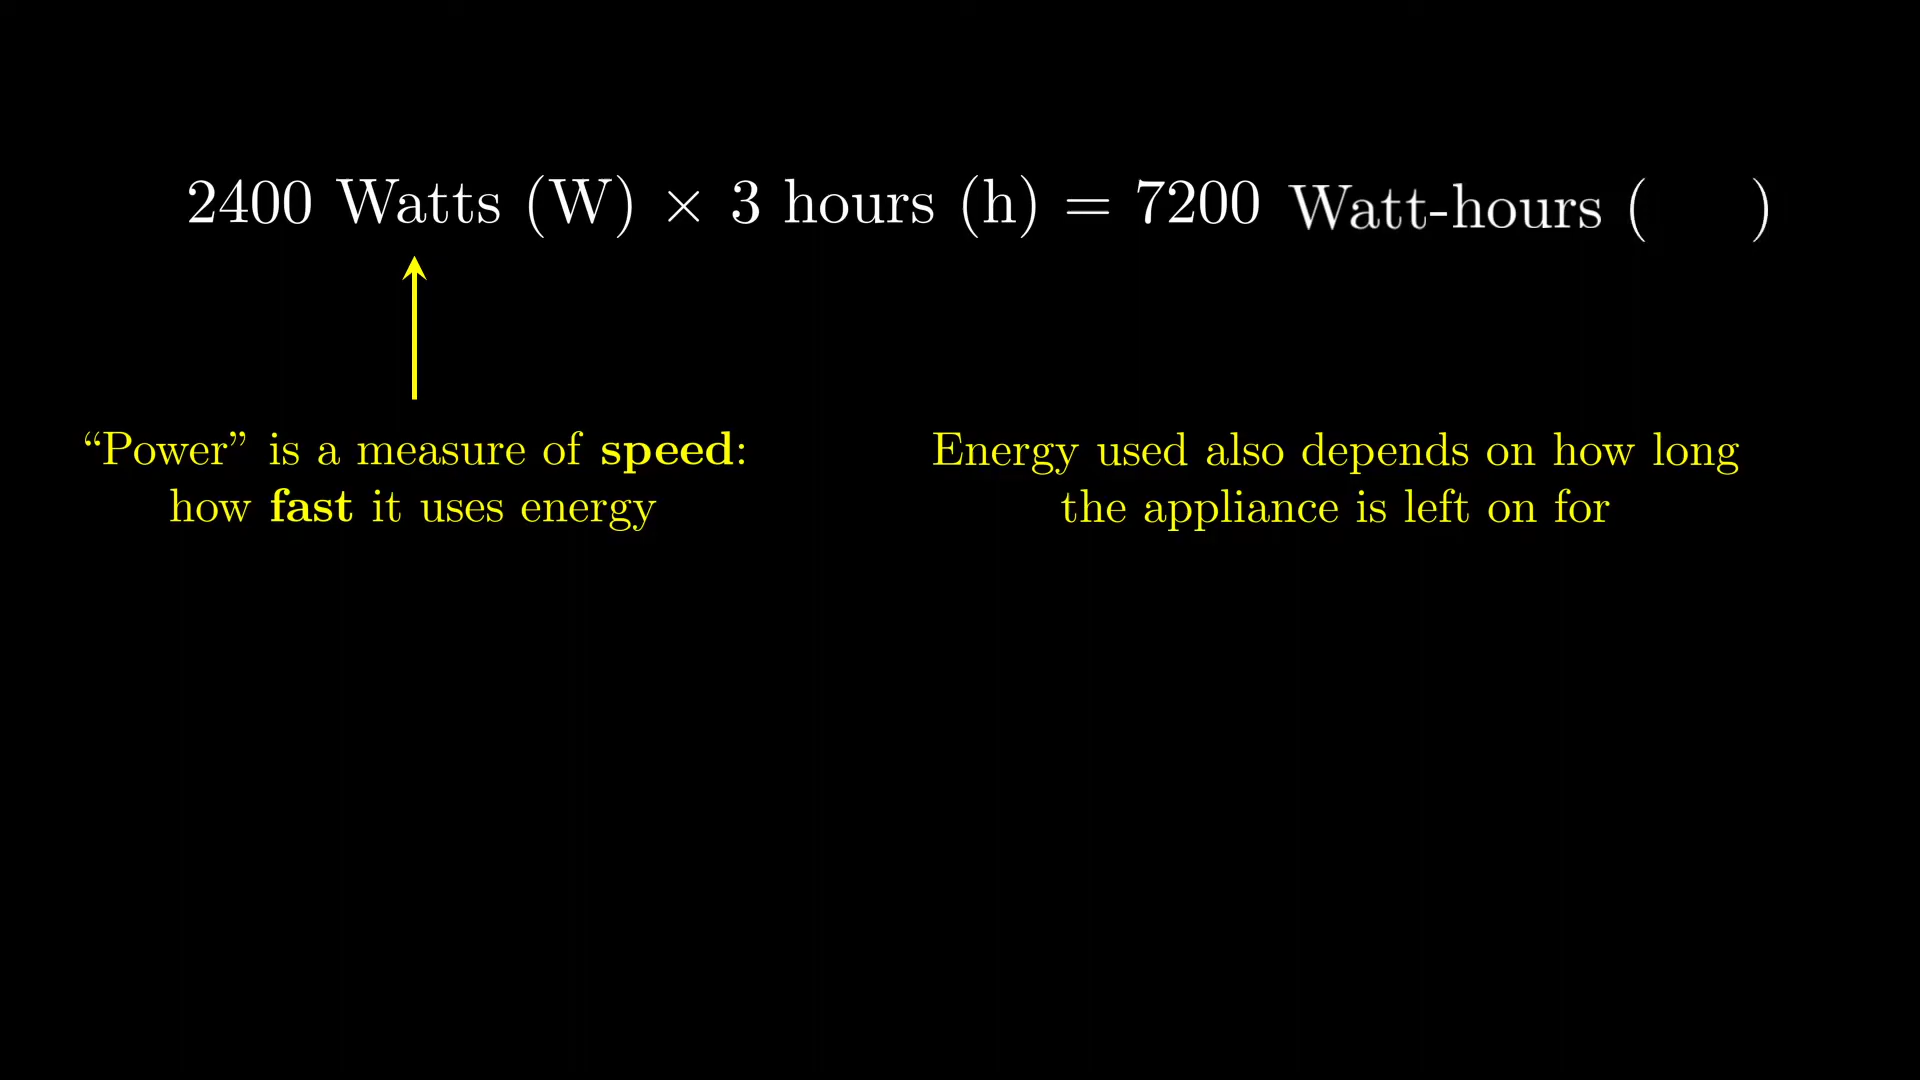 2400 Watts (W) × 3 hours (h) = 7200 Watt-hours ( )
“Power” is a measure of speed:
how fast it uses energy
Energy used also depends on how long
the appliance is left on for